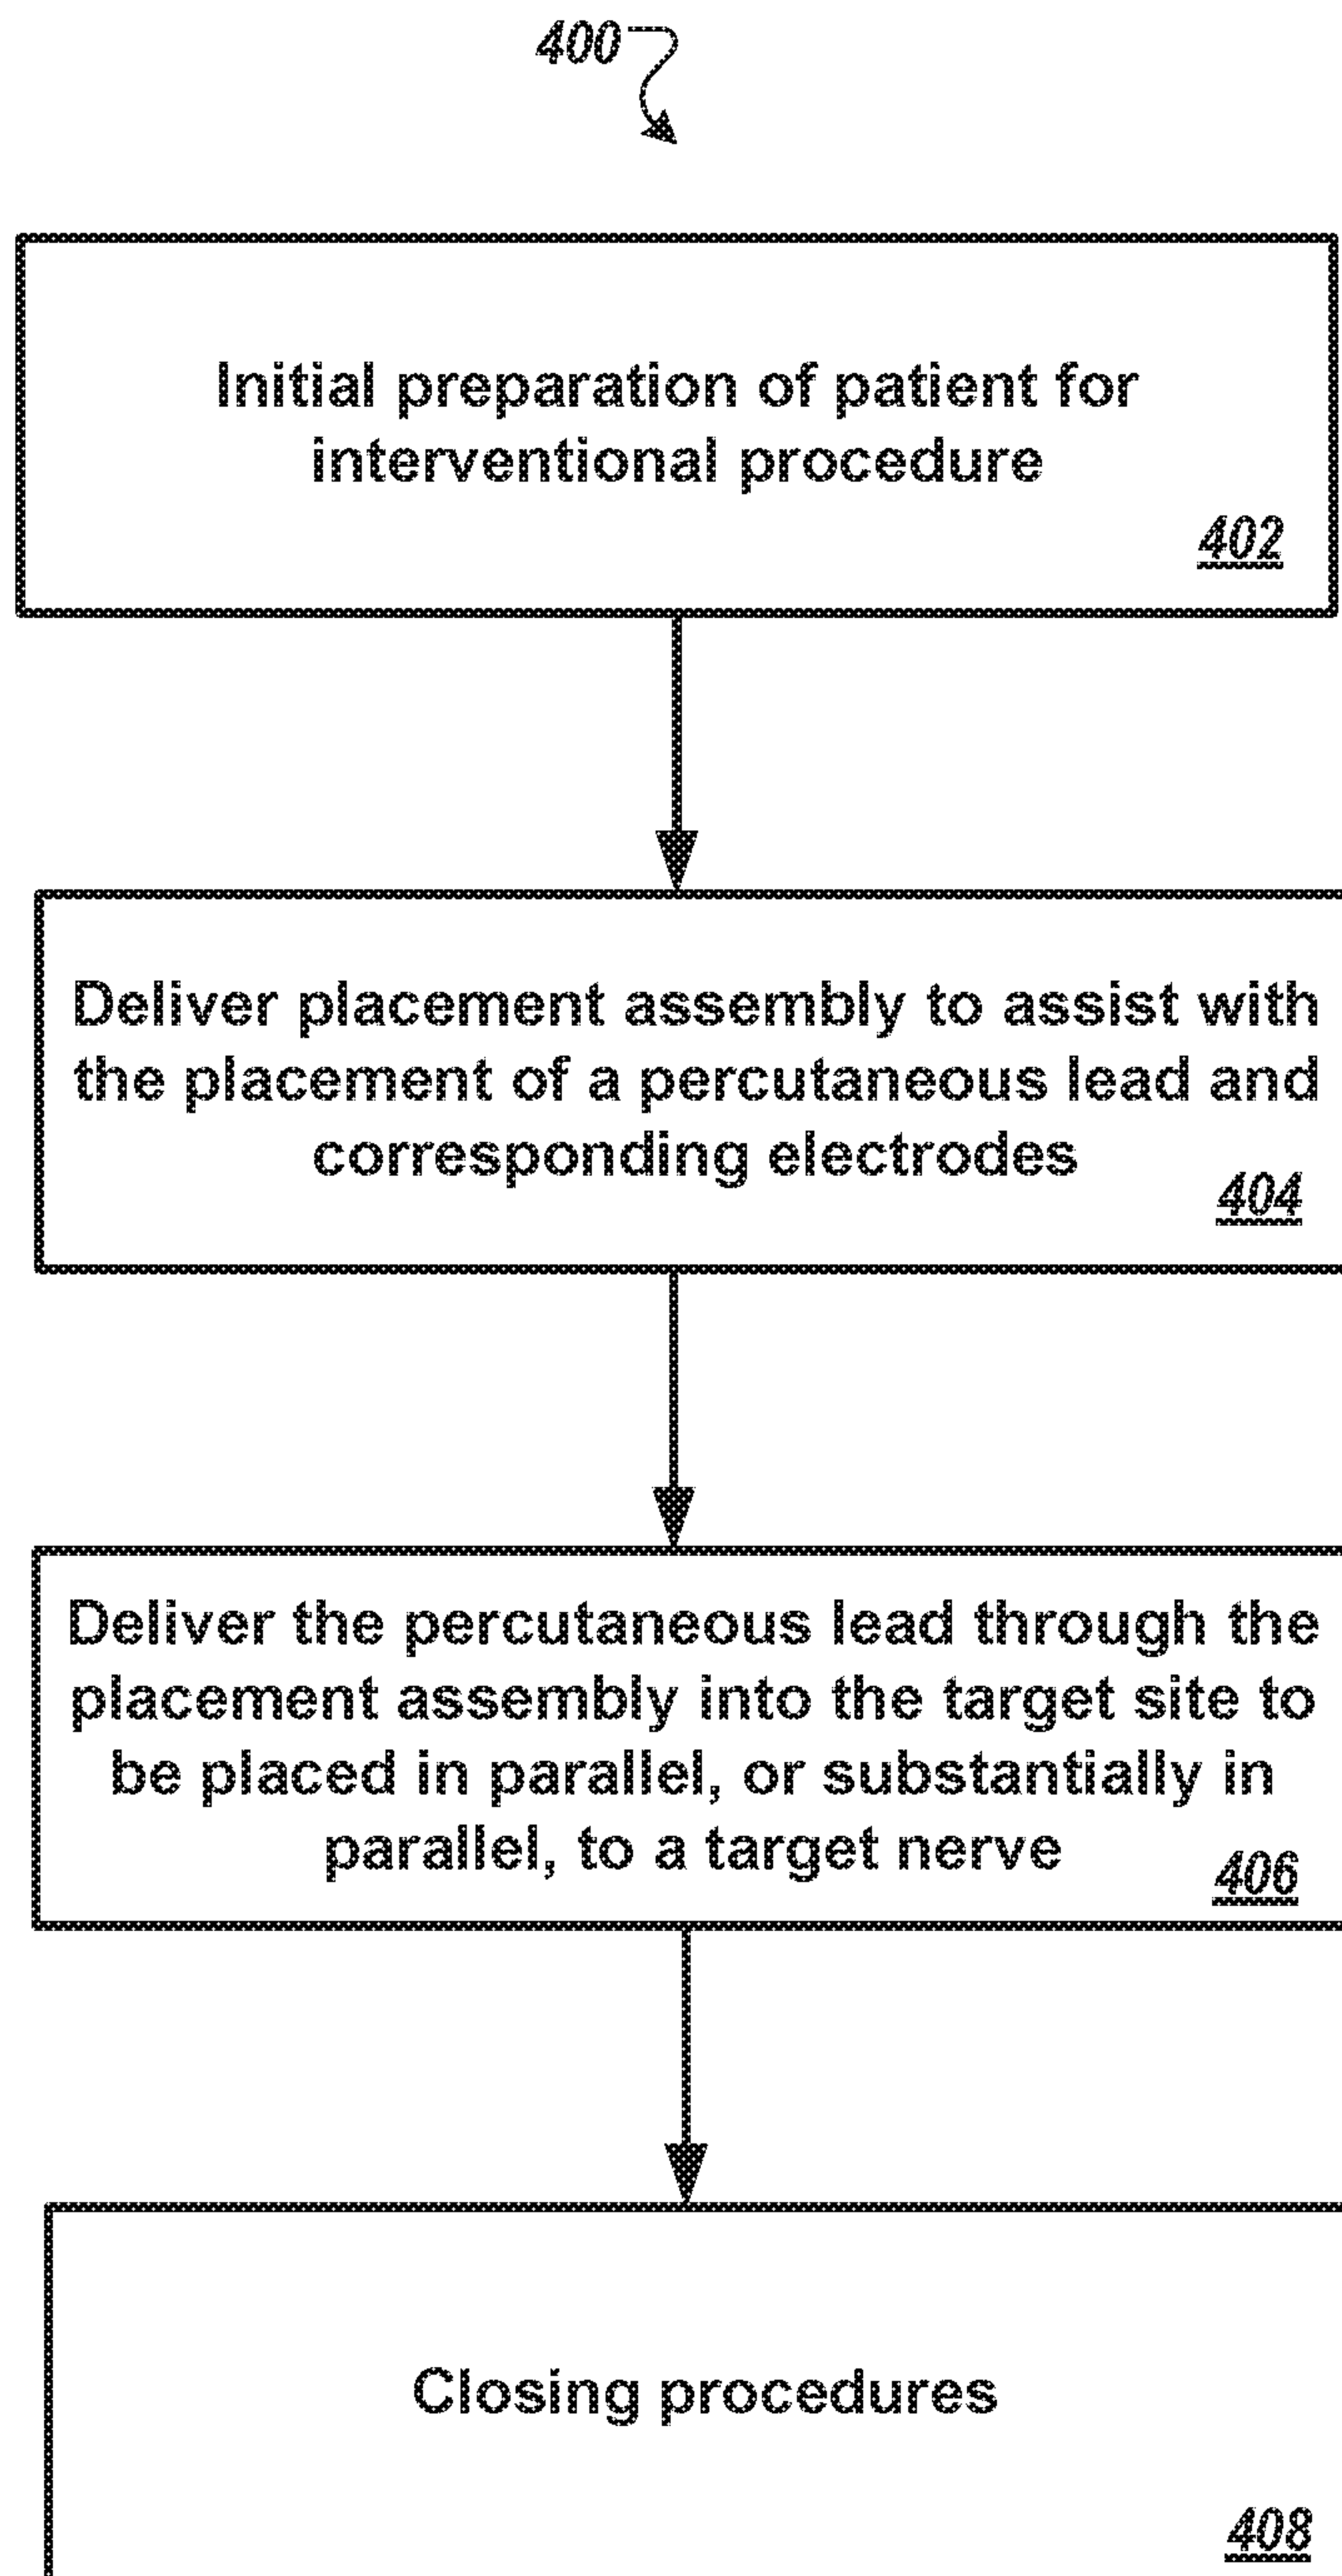 400
Initial preparation of patient for
interventional procedure
402
Deliver placement assembly to assist with
the placement of a percutaneous lead and
corresponding electrodes
404
Deliver the percutaneous lead through the
placement assembly into the target site to
be placed in parallel, or substantially in
parallel, to a target nerve
406
Closing procedures
408